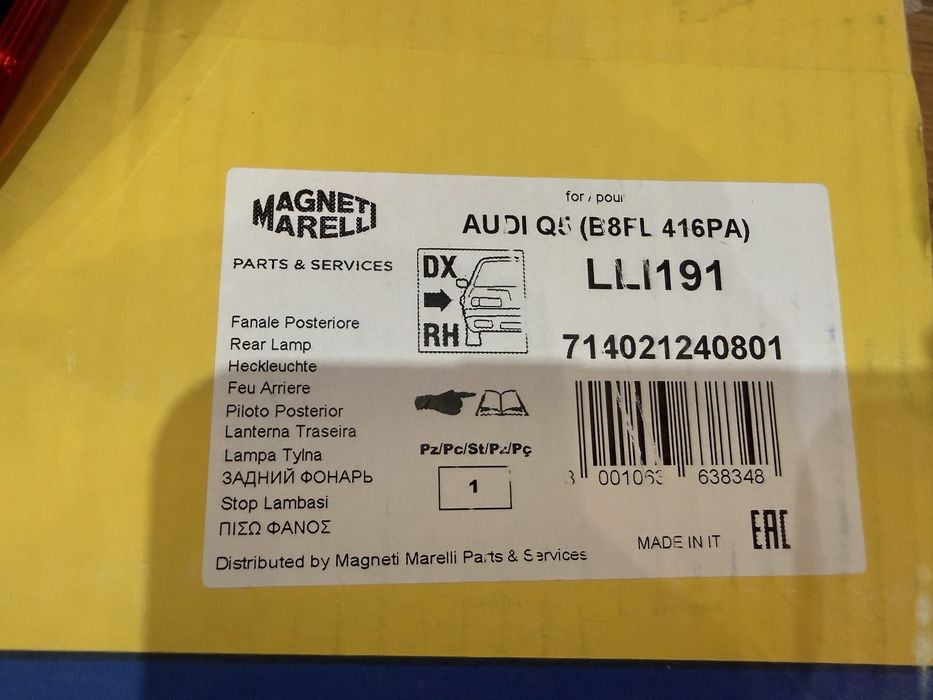 MAGNETI
MARELLI
PARTS & SERVICES
for / pour
AUDI Q5 (B8FL 416PA)
LLI191
714021240801
DX
RH
Fanale Posteriore
Rear Lamp
Heckleuchte
Feu Arriere
Piloto Posterior
Lanterna Traseira
Lampa Tylna
ЗАДНИЙ ФОНАРЬ
Stop Lambasi
ΠΙΣΩ ΦΑΝΟΣ
Pz/Pc/St/Pz/Pç
1
8 001063 638348
MADE IN IT
EAC
Distributed by Magneti Marelli Parts & Services